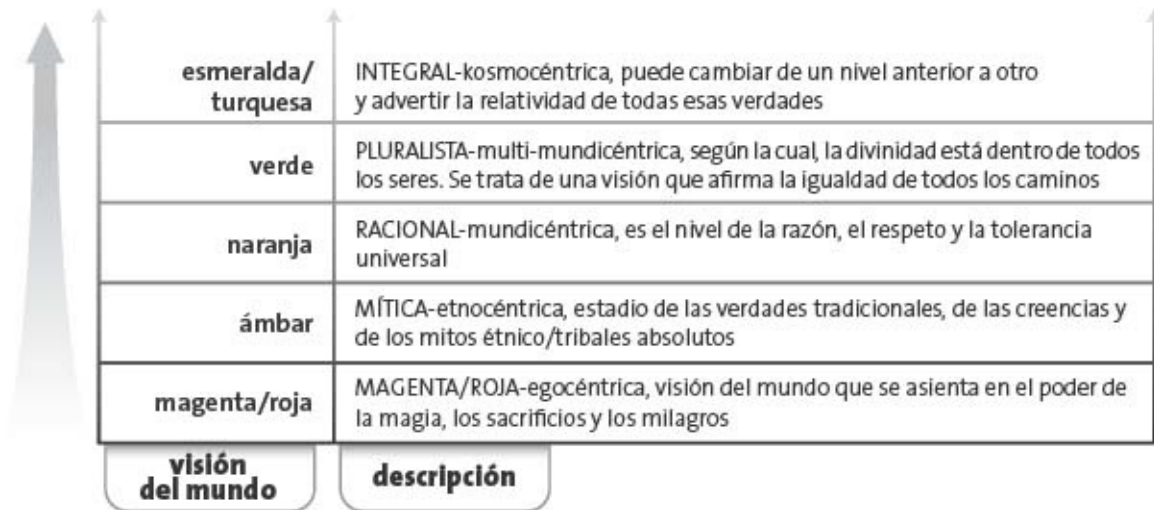 esmeralda/
turquesa
INTEGRAL-kosmocéntrica, puede cambiar de un nivel anterior a otro
y advertir la relatividad de todas esas verdades
verde
PLURALISTA-multi-mundicéntrica, según la cual, la divinidad está dentro de todos
los seres. Se trata de una visión que afirma la igualdad de todos los caminos
naranja
RACIONAL-mundicéntrica, es el nivel de la razón, el respeto y la tolerancia
universal
ámbar
MÍTICA-etnocéntrica, estadio de las verdades tradicionales, de las creencias y
de los mitos étnico/tribales absolutos
magenta/roja
MAGENTA/ROJA-egocéntrica, visión del mundo que se asienta en el poder de
la magia, los sacrificios y los milagros
visión
del mundo
descripción